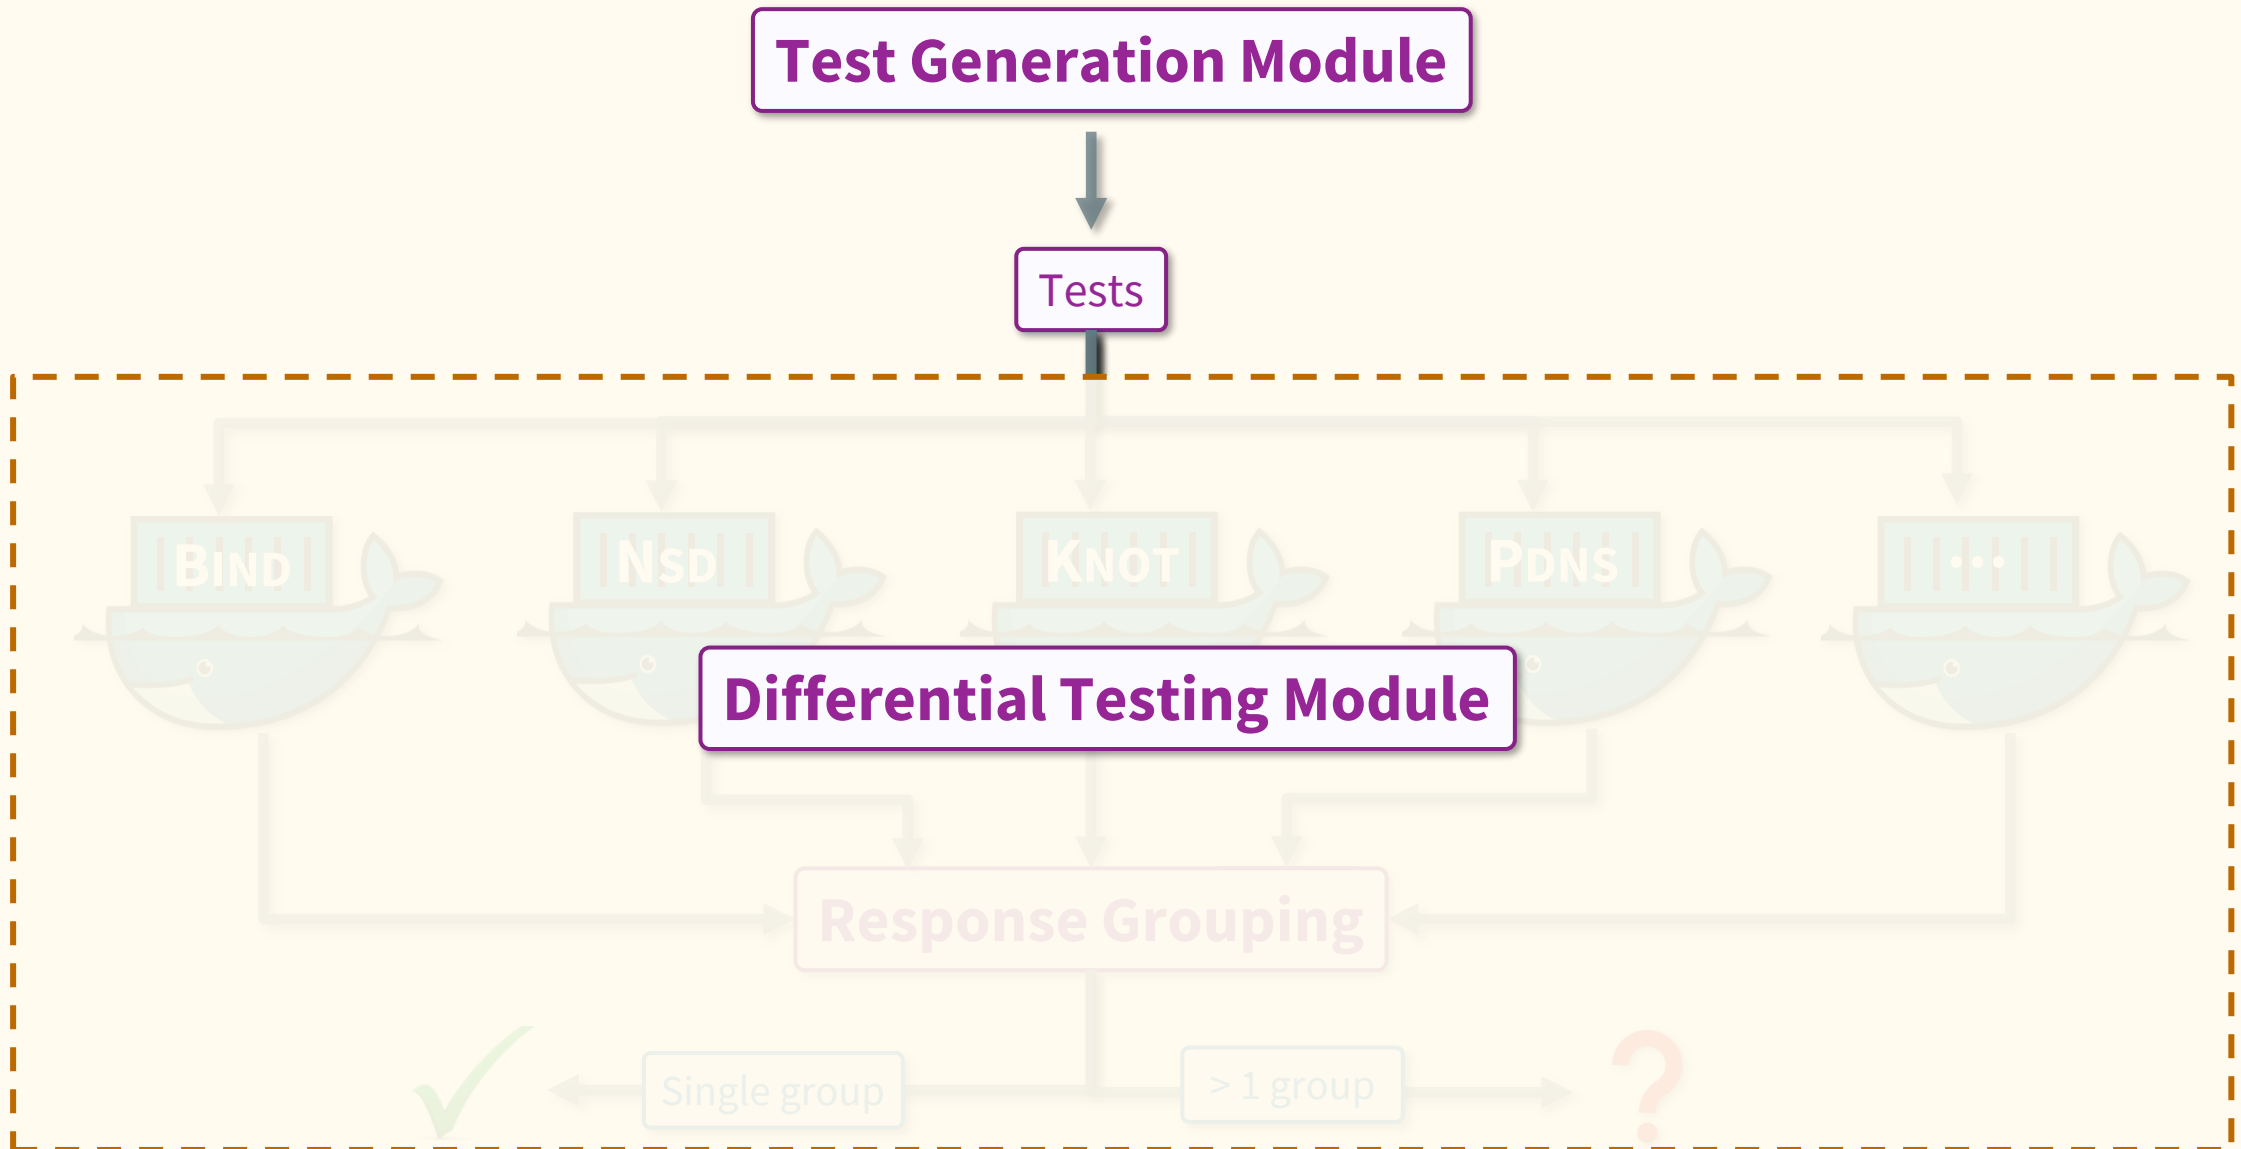 Test Generation Module
Tests
BIND
NSD
KNOT
PDNS
...
Differential Testing Module
Response Grouping
Single group
> 1 group
?